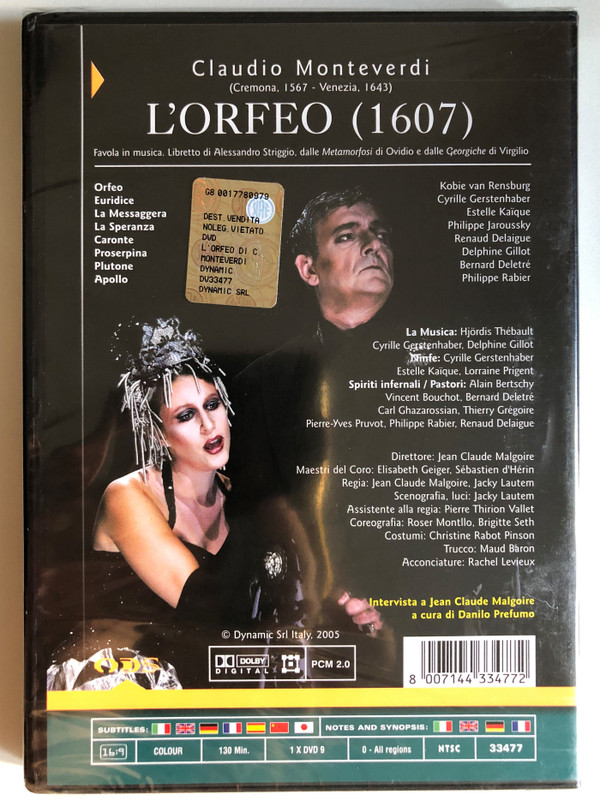 Claudio Monteverdi
(Cremona, 1567 - Venezia, 1643)
L'ORFEO (1607)
Favola in musica. Libretto di Alessandro Striggio, dalle Metamorfosi di Ovidio e dalle Georgiche di Virgilio
Orfeo Kobie van Rensburg
Euridice Cyrille Gerstenhaber
La Messaggera Estelle Kaïque
La Speranza Philippe Jaroussky
Caronte Renaud Delaigue
Proserpina Delphine Gillot
Plutone Bernard Deletré
Apollo Philippe Rabier
G8 0017780979
SIAE
DEST.VENDITA
NOLEG.VIETATO
DVD
L'ORFEO DI C.
MONTEVERDI
DYNAMIC
DV33477
DYNAMIC SRL
La Musica: Hjördis Thébault
Cyrille Gerstenhaber, Delphine Gillot
Ninfe: Cyrille Gerstenhaber
Estelle Kaïque, Lorraine Prigent
Spiriti infernali / Pastori: Alain Bertschy
Vincent Bouchot, Bernard Deletré
Carl Ghazarossian, Thierry Grégoire
Pierre-Yves Pruvot, Philippe Rabier, Renaud Delaigue
Direttore: Jean Claude Malgoire
Maestri del Coro: Elisabeth Geiger, Sébastien d'Hérin
Regia: Jean Claude Malgoire, Jacky Lautem
Scenografia, luci: Jacky Lautem
Assistente alla regia: Pierre Thirion Vallet
Coreografia: Roser Montllo, Brigitte Seth
Costumi: Christine Rabot Pinson
Trucco: Maud Baron
Acconciature: Rachel Levieux
Intervista a Jean Claude Malgoire
a cura di Danilo Prefumo
© Dynamic Srl Italy, 2005
DOLBY
DIGITAL
PCM 2.0
8 007144 334772
SUBTITLES: NOTES AND SYNOPSIS:
16:9 COLOUR 130 Min. 1 X DVD 9 0 - All regions NTSC 33477